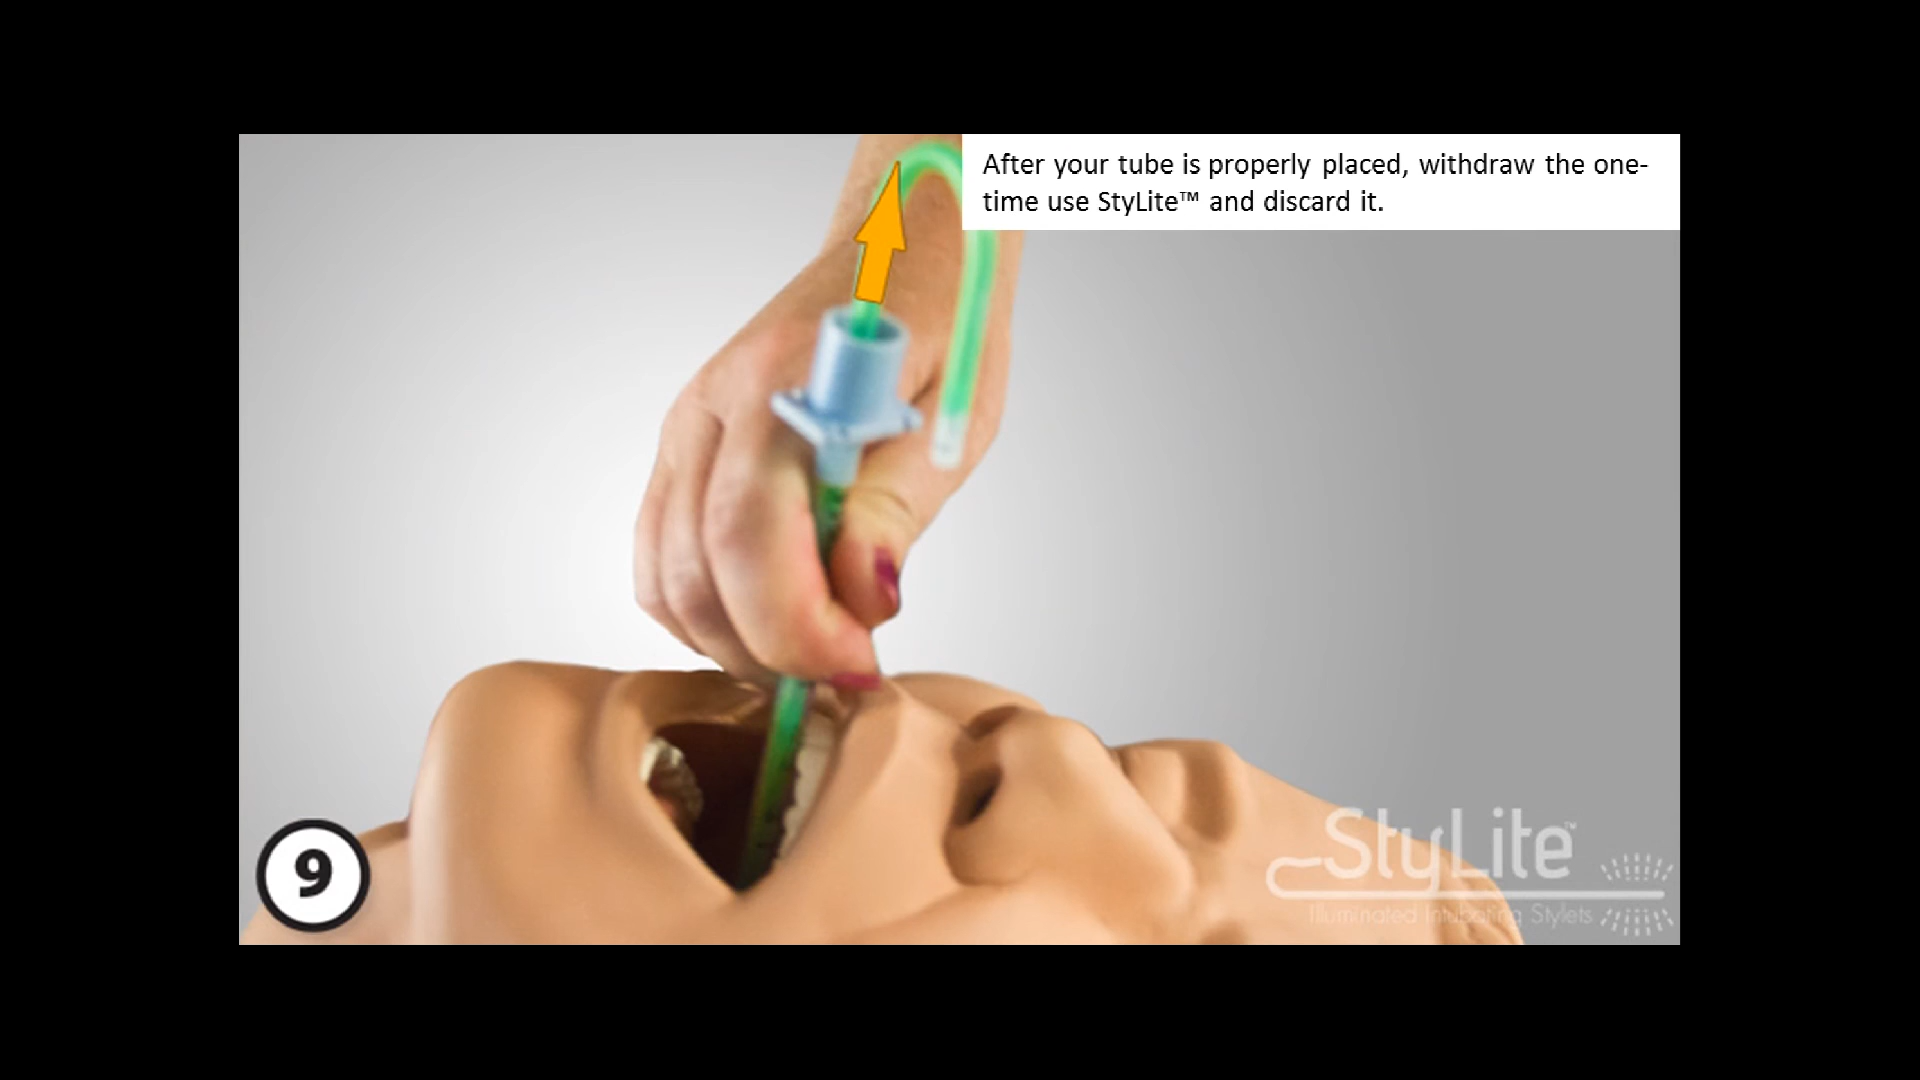 After your tube is properly placed, withdraw the one-
time use StyLite™ and discard it.
9
StyLite™
Illuminated Intubating Stylets